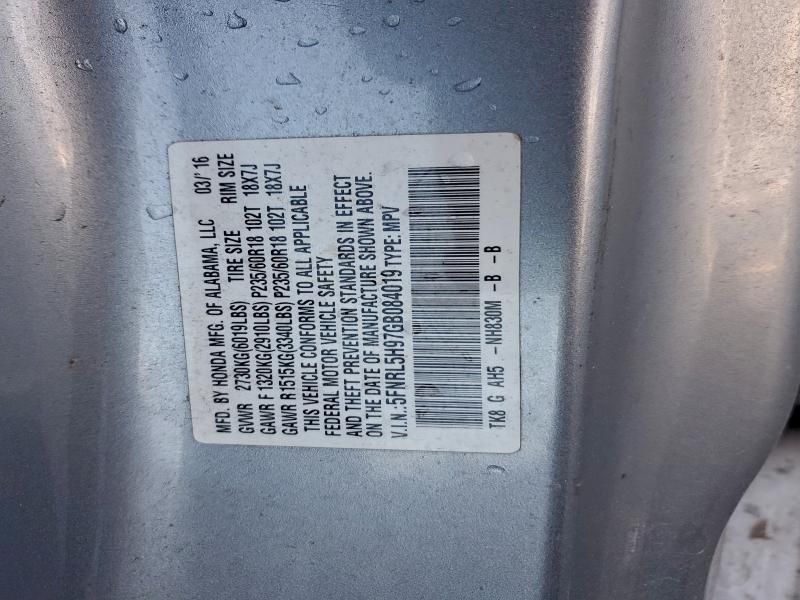 MFD. BY HONDA MFG. OF ALABAMA, LLC 03/'16
GVWR 2730KG(6019LBS) TIRE SIZE RIM SIZE
GAWR F 1320KG(2910LBS) P235/60R18 102T 18X7J
GAWR R1515KG(3340LBS) P235/60R18 102T 18X7J
THIS VEHICLE CONFORMS TO ALL APPLICABLE
FEDERAL MOTOR VEHICLE SAFETY
AND THEFT PREVENTION STANDARDS IN EFFECT
ON THE DATE OF MANUFACTURE SHOWN ABOVE.
V.I.N.:5FNRL5H97GB084019 TYPE: MPV
TK8 G AH5 -NH830M -B -B